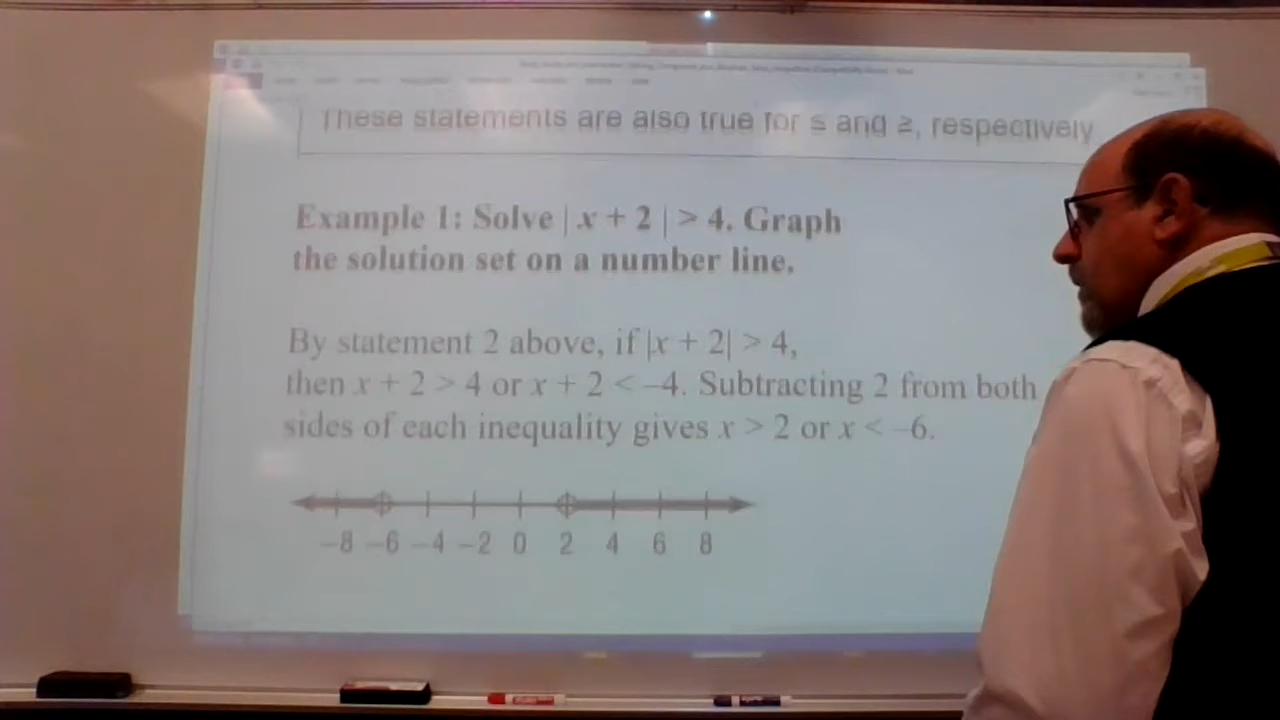 These statements are also true for ≤ and ≥, respectively
Example 1: Solve | x + 2 | > 4. Graph
the solution set on a number line.
By statement 2 above, if |x + 2| > 4,
then x + 2 > 4 or x + 2 < –4. Subtracting 2 from both
sides of each inequality gives x > 2 or x < –6.
–8 –6 –4 –2 0 2 4 6 8